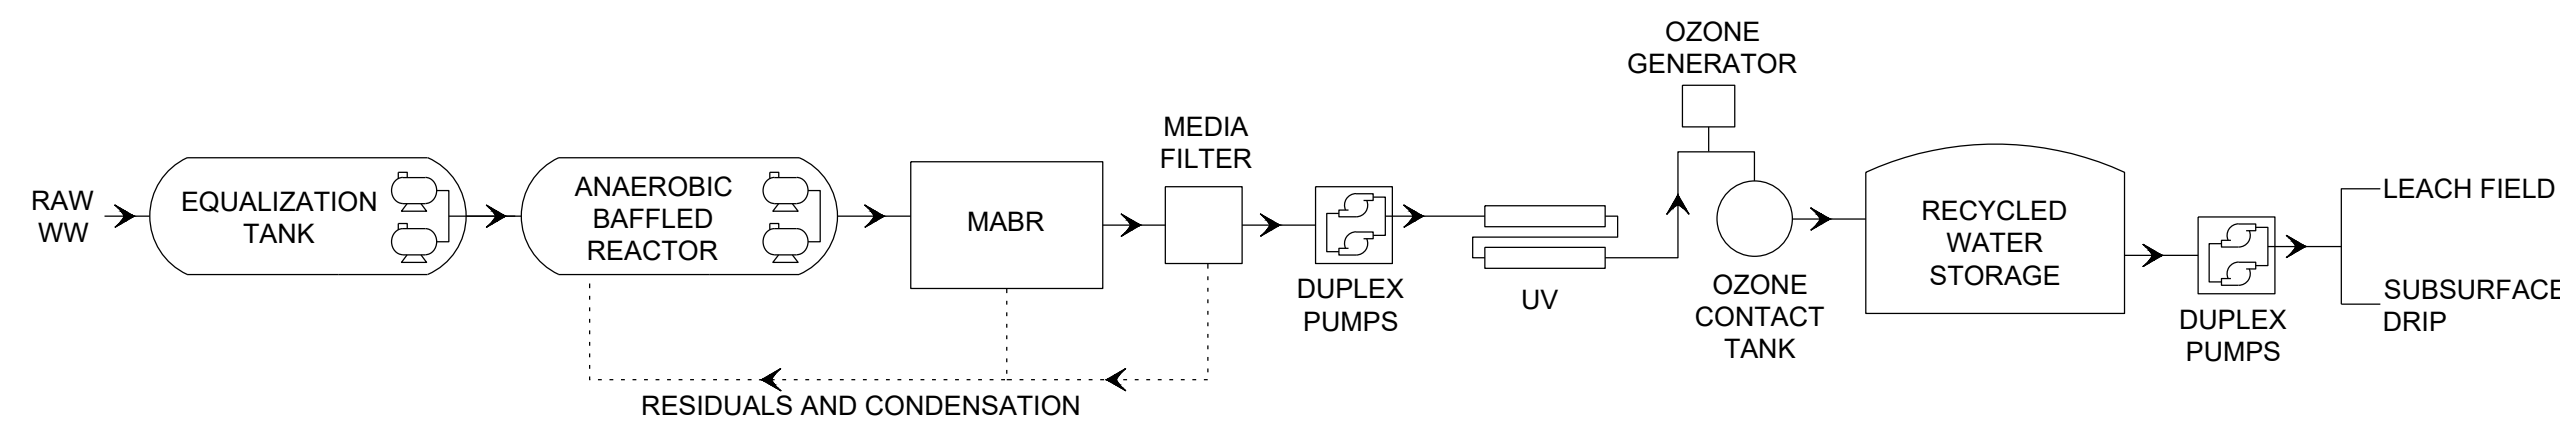 RAW
WW
EQUALIZATION
TANK
ANAEROBIC
BAFFLED
REACTOR
MABR
MEDIA
FILTER
DUPLEX
PUMPS
UV
OZONE
GENERATOR
OZONE
CONTACT
TANK
RECYCLED
WATER
STORAGE
DUPLEX
PUMPS
LEACH FIELD
SUBSURFACE
DRIP
RESIDUALS AND CONDENSATION